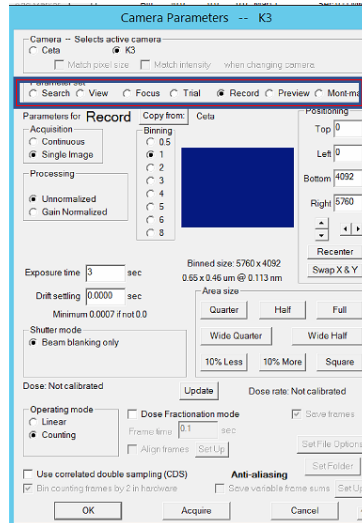 Camera Parameters -- K3
Camera -- Selects active camera
Ceta K3
Match pixel size Match intensity when changing camera
Parameter set
Search View Focus Trial Record Preview Mont-ma
Parameters for Record Copy from: Ceta
Positioning
Acquisition
Continuous
Single Image
Binning
0.5
1
2
3
4
5
6
8
Top 0
Left 0
Bottom 4092
Right 5760
Processing
Unnormalized
Gain Normalized
Recenter
Swap X & Y
Binned size: 5760 x 4092
0.65 x 0.46 um @ 0.113 nm
Exposure time 3 sec
Drift settling 0.0000 sec
Minimum 0.0007 if not 0.0
Area size
Quarter Half Full
Wide Quarter Wide Half
10% Less 10% More Square
Shutter mode
Beam blanking only
Dose: Not calibrated Update Dose rate: Not calibrated
Operating mode
Linear
Counting
Dose Fractionation mode Save frames
Frame time 0.1 sec
Align frames Set Up Set File Options
Set Folder
Use correlated double sampling (CDS) Anti-aliasing
Bin counting frames by 2 in hardware Save variable frame sums Set Up
OK Acquire Cancel